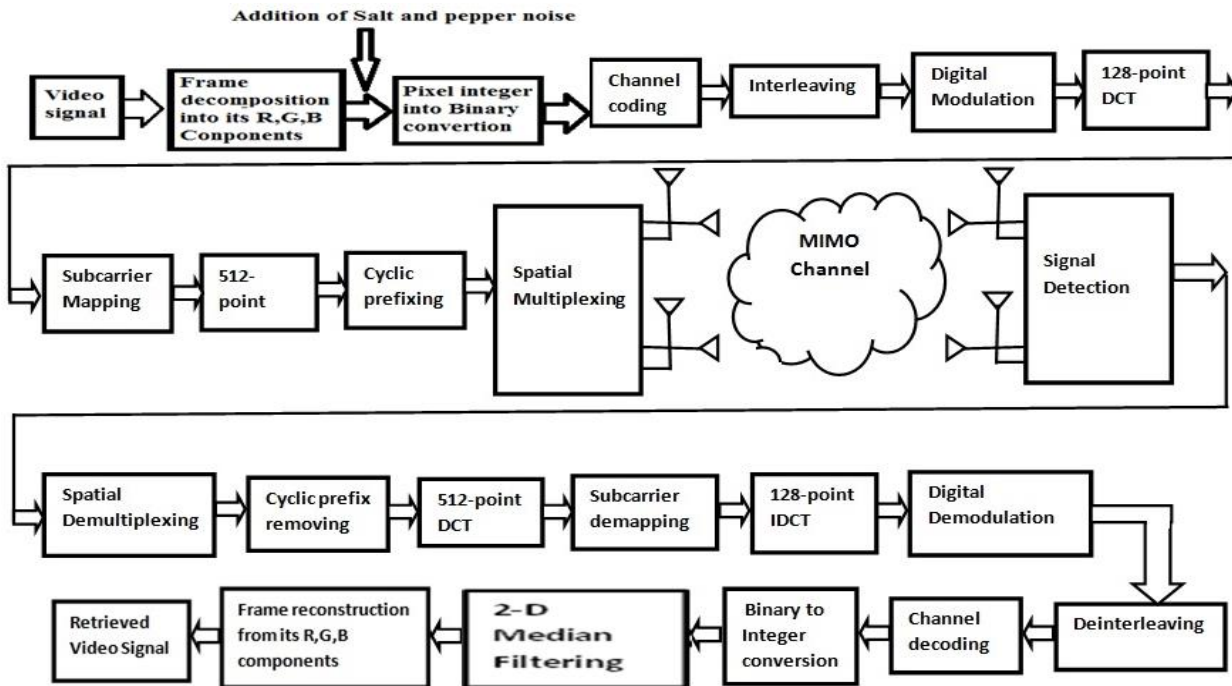 Addition of Salt and pepper noise
Video
signal
Frame
decomposition
into its R,G,B
Conponents
Pixel integer
into Binary
convertion
Channel
coding
Interleaving
Digital
Modulation
128-point
DCT
Subcarrier
Mapping
512-
point
Cyclic
prefixing
Spatial
Multiplexing
MIMO
Channel
Signal
Detection
Spatial
Demultiplexing
Cyclic prefix
removing
512-point
DCT
Subcarrier
demapping
128-point
IDCT
Digital
Demodulation
Retrieved
Video Signal
Frame reconstruction
from its R,G,B
components
2-D
Median
Filtering
Binary to
Integer
conversion
Channel
decoding
Deinterleaving